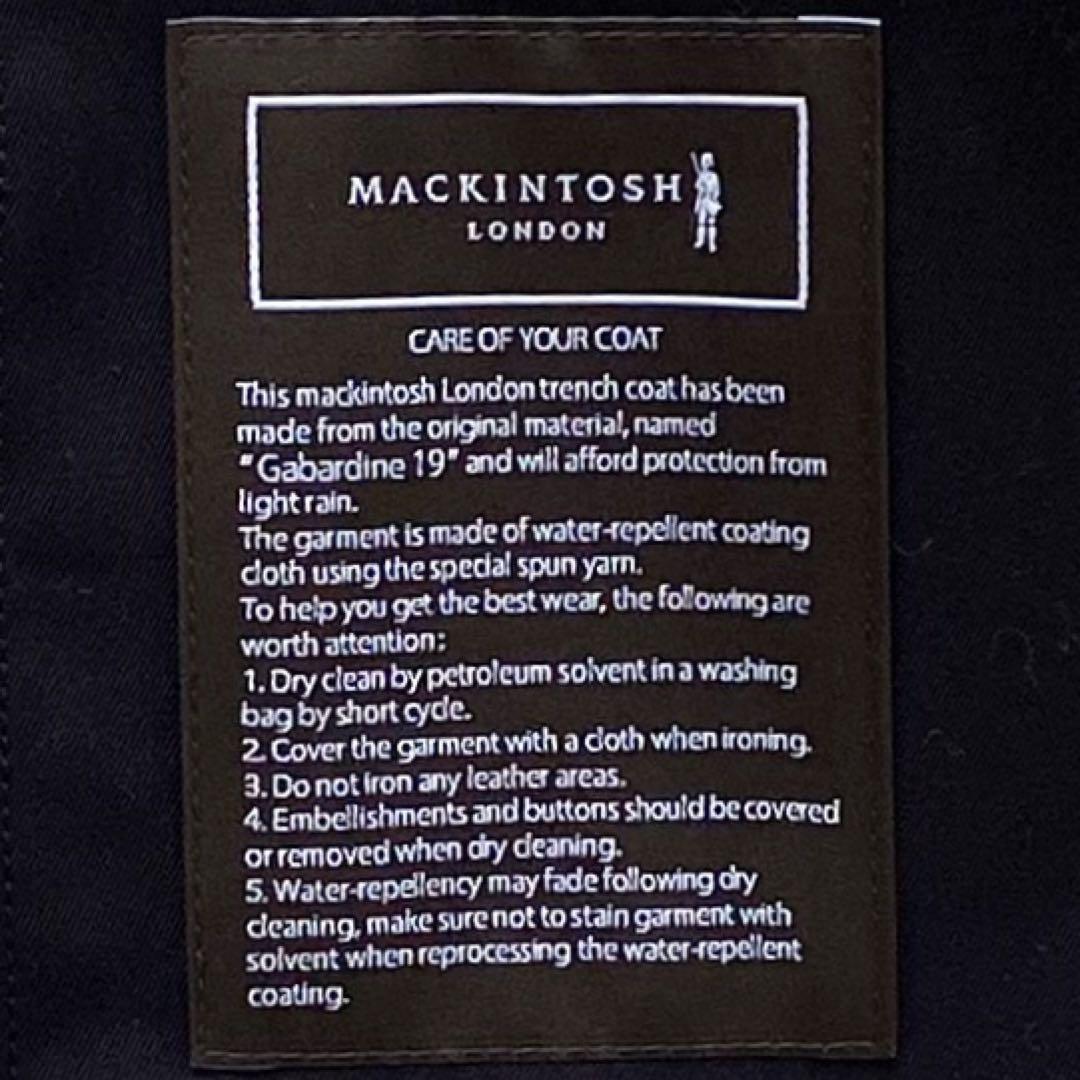 MACKINTOSH
LONDON
CARE OF YOUR COAT
This mackintosh London trench coat has been
made from the original material, named
"Gabardine 19" and will afford protection from
light rain.
The garment is made of water-repellent coating
cloth using the special spun yarn.
To help you get the best wear, the following are
worth attention:
1. Dry clean by petroleum solvent in a washing
bag by short cycle.
2. Cover the garment with a cloth when ironing.
3. Do not iron any leather areas.
4. Embellishments and buttons should be covered
or removed when dry cleaning.
5. Water-repellency may fade following dry
cleaning, make sure not to stain garment with
solvent when reprocessing the water-repellent
coating.